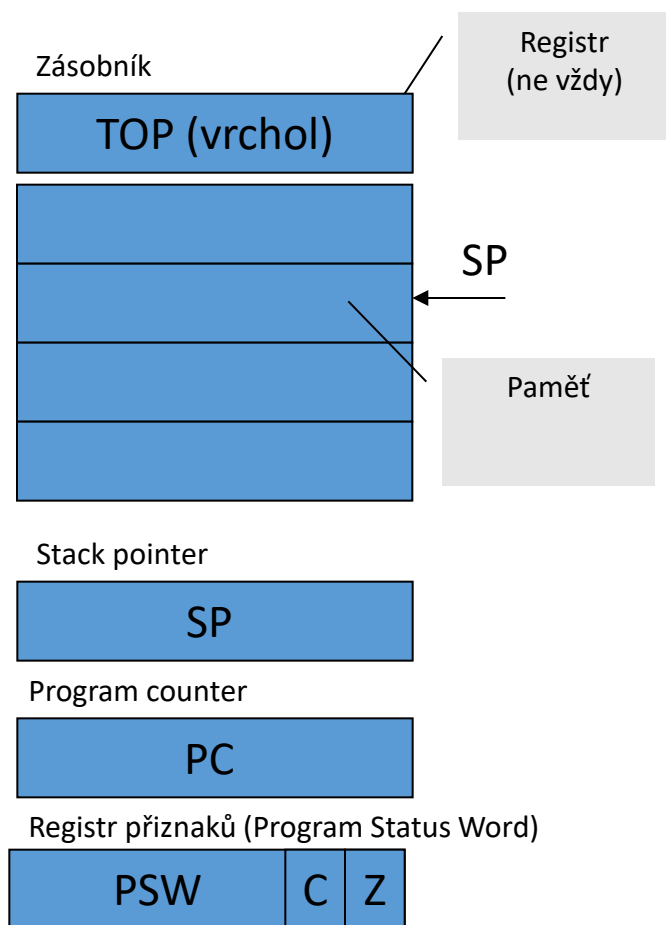 Zásobník
Registr
(ne vždy)
TOP (vrchol)
SP
Paměť
Stack pointer
SP
Program counter
PC
Registr přiznaků (Program Status Word)
PSW C Z